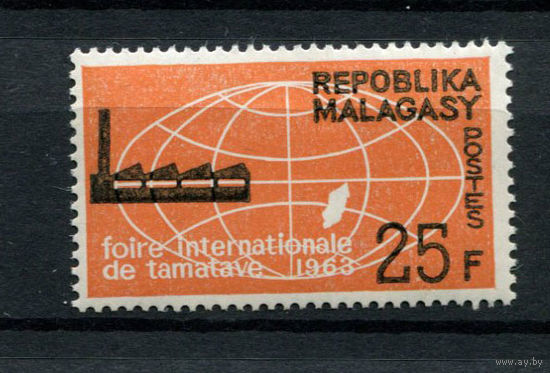 REPOBLIKA
MALAGASY
POSTES
foire internationale
de tamatave 1963
25 F
www.ay.by